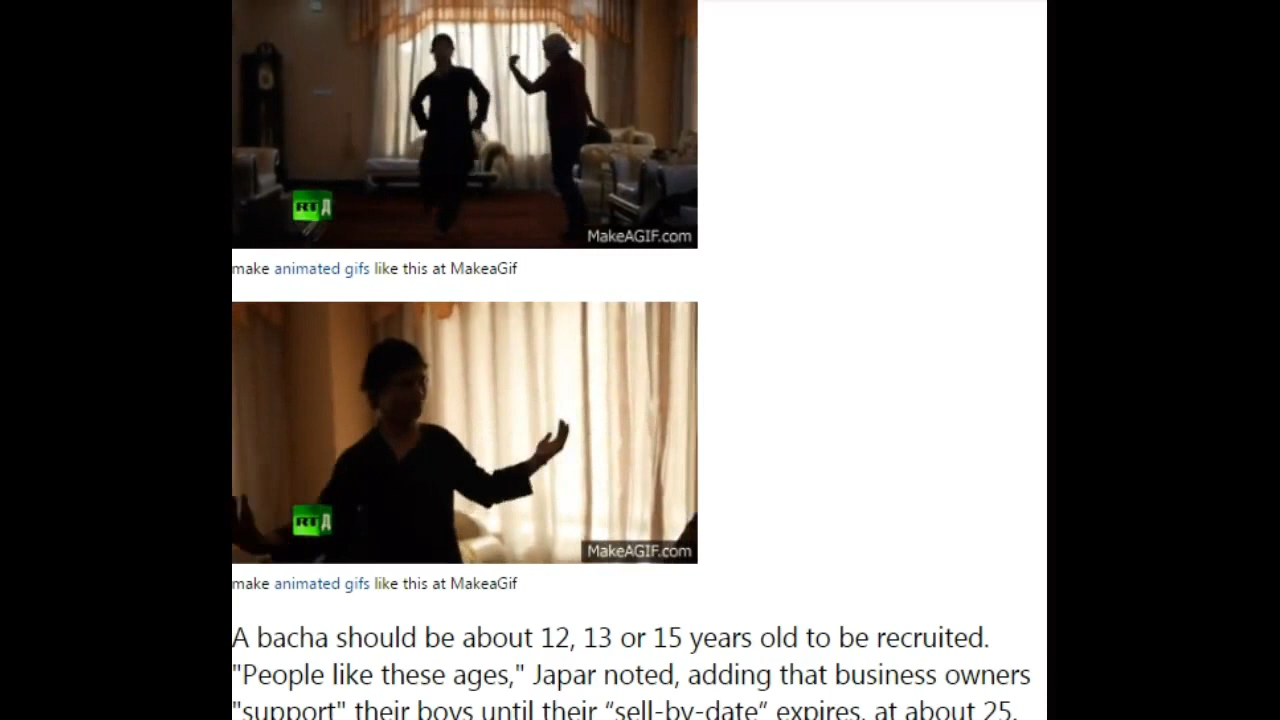 RTД
MakeAGIF.com
make animated gifs like this at MakeaGif
RTД
MakeAGIF.com
make animated gifs like this at MakeaGif
A bacha should be about 12, 13 or 15 years old to be recruited.
"People like these ages," Japar noted, adding that business owners
"support" their boys until their “sell-by-date” expires, at about 25.